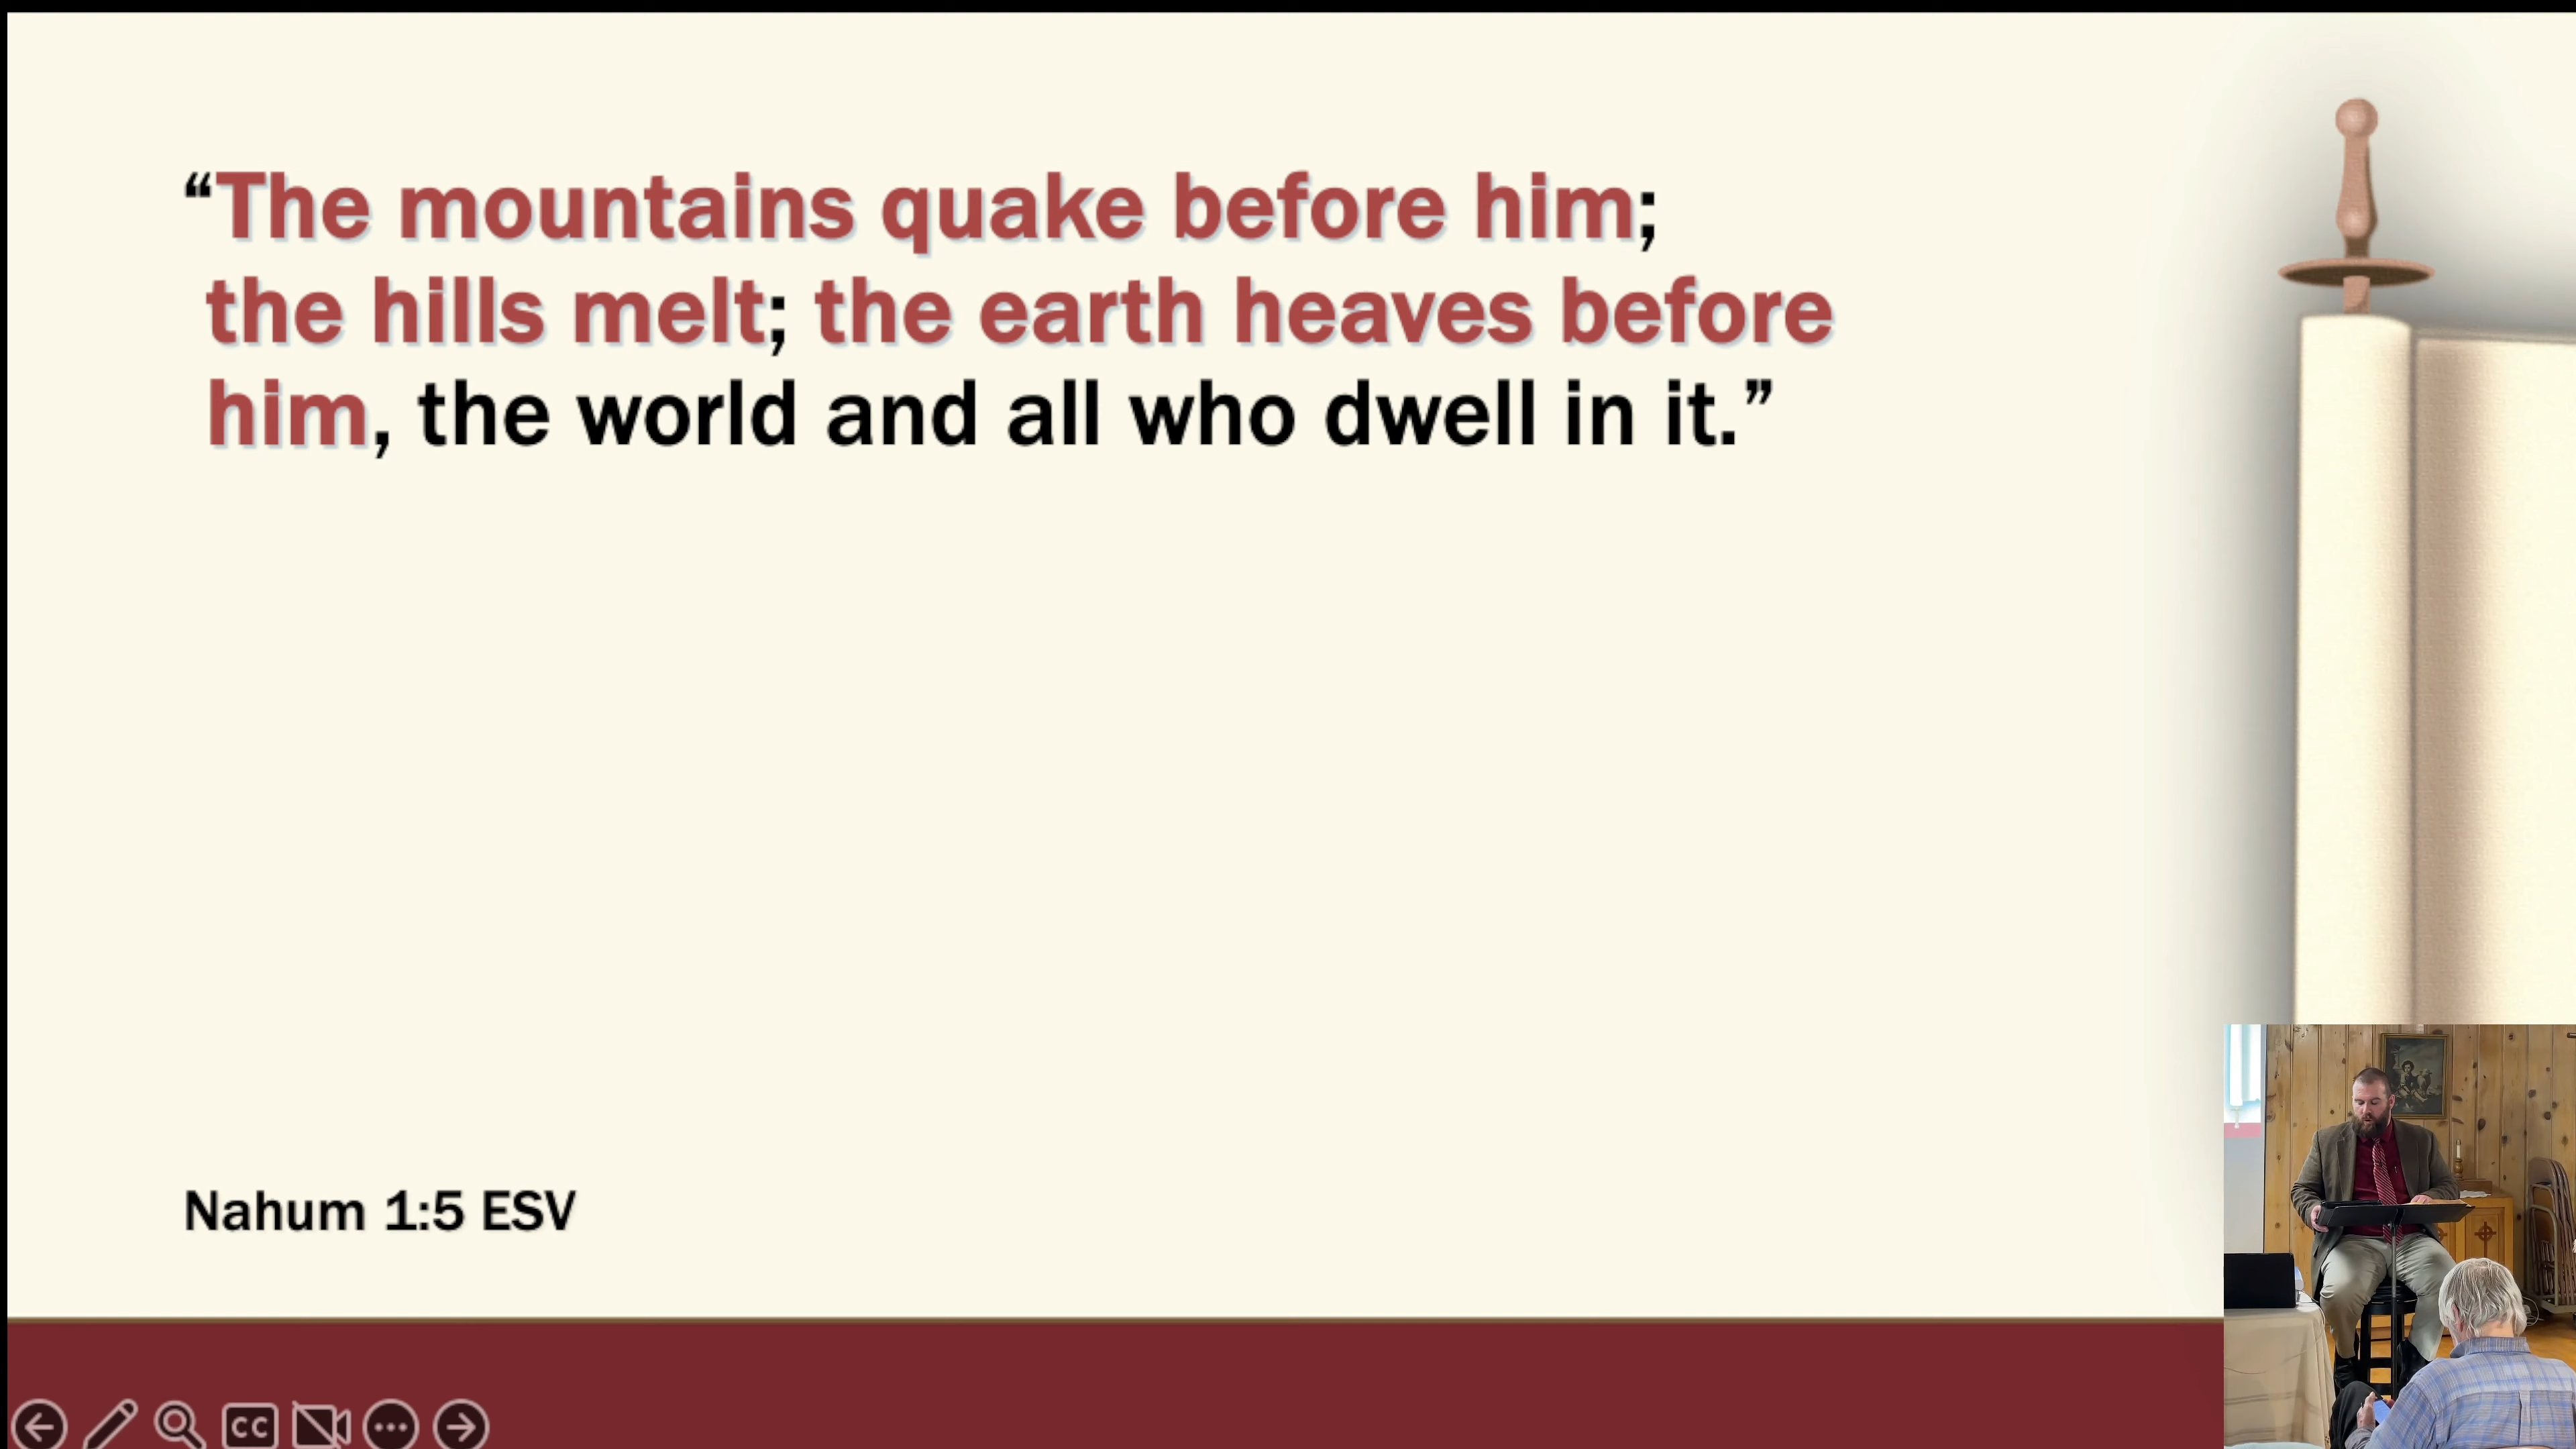 “The mountains quake before him;
the hills melt; the earth heaves before
him, the world and all who dwell in it.”
Nahum 1:5 ESV
CC